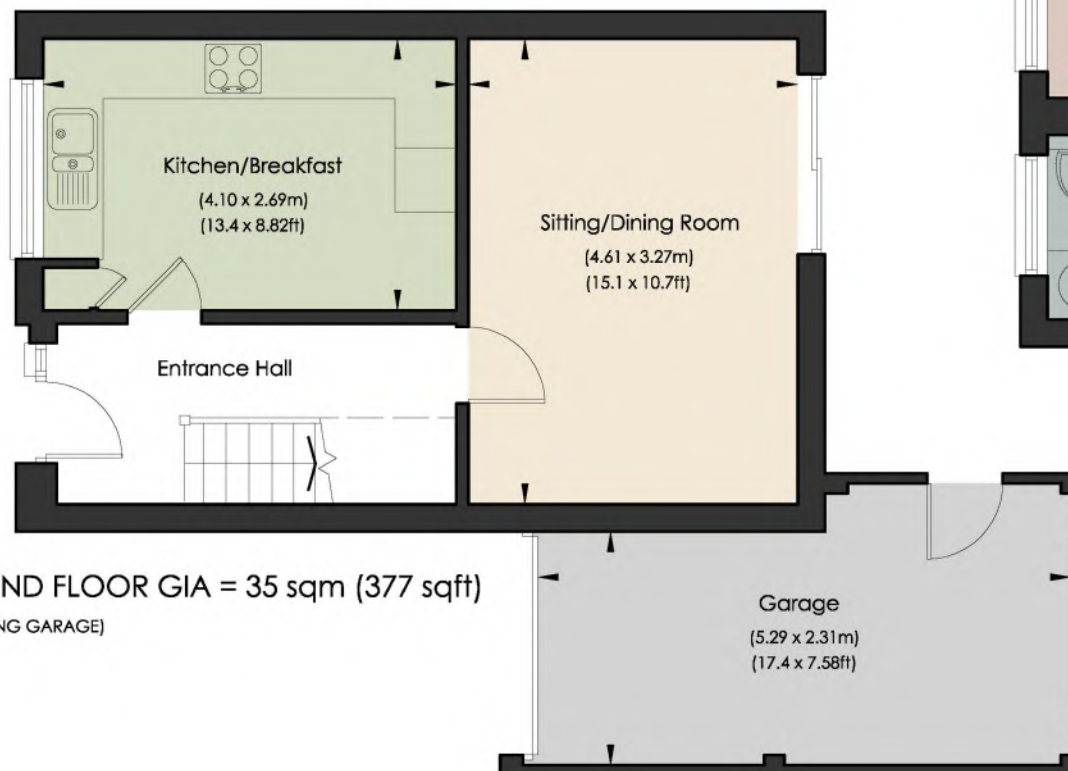 Kitchen/Breakfast
(4.10 x 2.69m)
(13.4 x 8.82ft)
Sitting/Dining Room
(4.61 x 3.27m)
(15.1 x 10.7ft)
Entrance Hall
ND FLOOR GIA = 35 sqm (377 sqft)
NG GARAGE)
Garage
(5.29 x 2.31m)
(17.4 x 7.58ft)